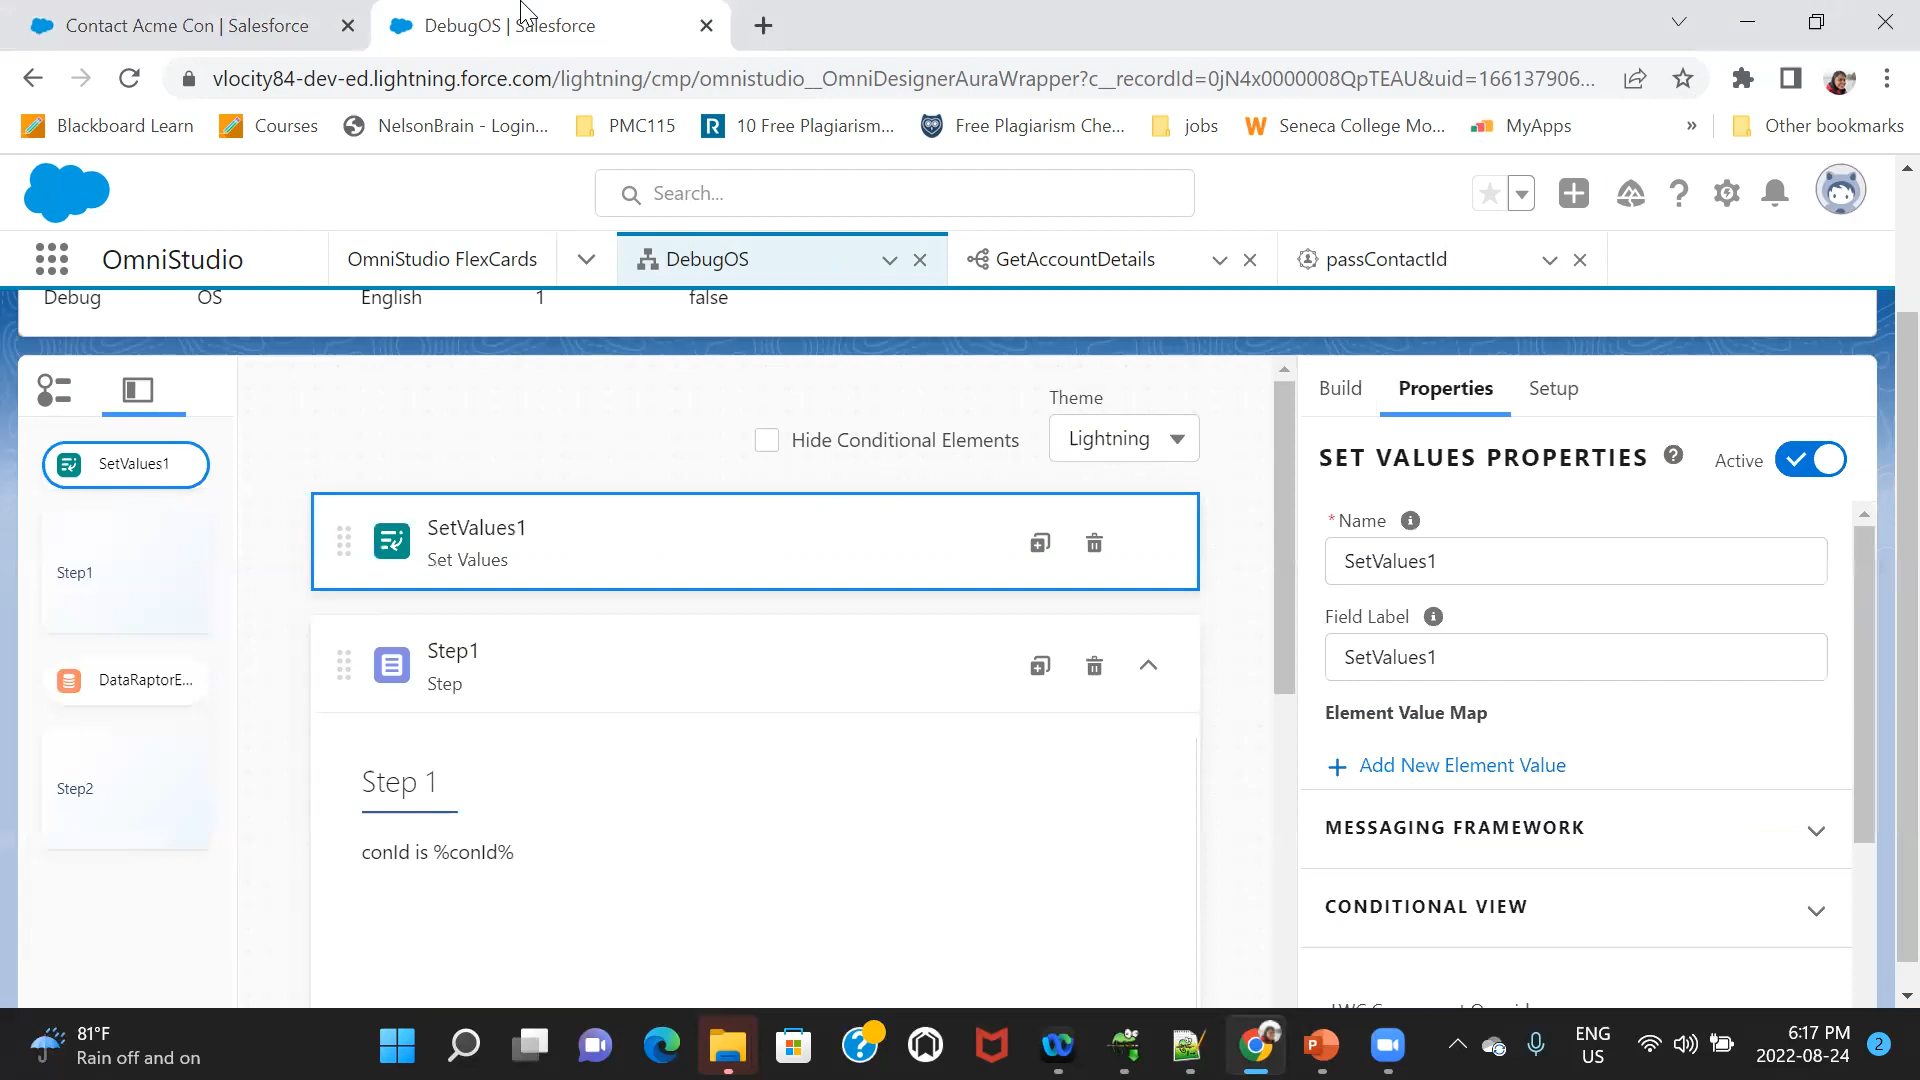 Contact Acme Con | Salesforce
DebugOS | Salesforce
vlocity84-dev-ed.lightning.force.com/lightning/cmp/omnistudio__OmniDesignerAuraWrapper?c__recordId=0jN4x0000008QpTEAU&uid=166137906...
Blackboard Learn
Courses
NelsonBrain - Login...
PMC115
R
10 Free Plagiarism...
Free Plagiarism Che...
jobs
Seneca College Mo...
MyApps
»
Other bookmarks
Search...
OmniStudio
OmniStudio FlexCards
DebugOS
GetAccountDetails
passContactId
Debug
OS
English
1
false
Theme
Hide Conditional Elements
Lightning
Build
Properties
Setup
SetValues1
Step1
DataRaptorE...
Step2
SetValues1
Set Values
Step1
Step
Step 1
conId is %conId%
SET VALUES PROPERTIES
Active
* Name
SetValues1
Field Label
SetValues1
Element Value Map
+ Add New Element Value
MESSAGING FRAMEWORK
CONDITIONAL VIEW
81°F
Rain off and on
ENG
US
6:17 PM
2022-08-24
2